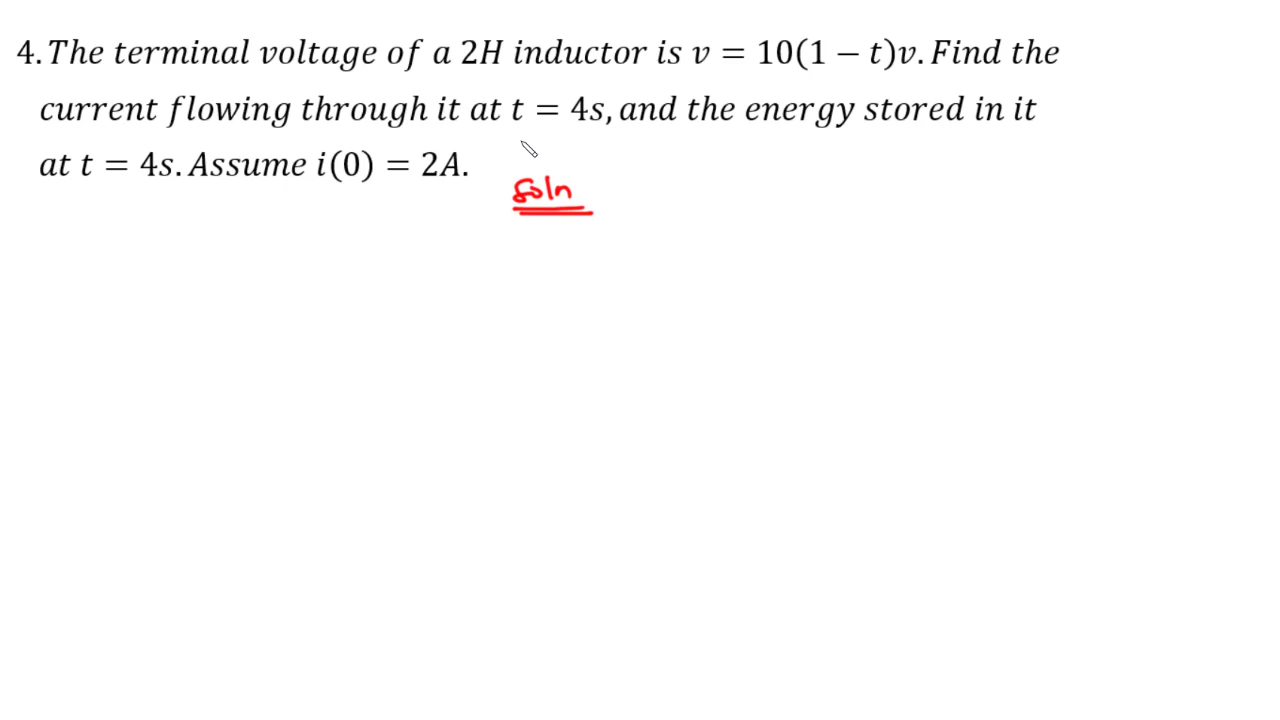 4. The terminal voltage of a 2H inductor is v = 10(1 − t)v. Find the
current flowing through it at t = 4s, and the energy stored in it
at t = 4s. Assume i(0) = 2A.
Soln